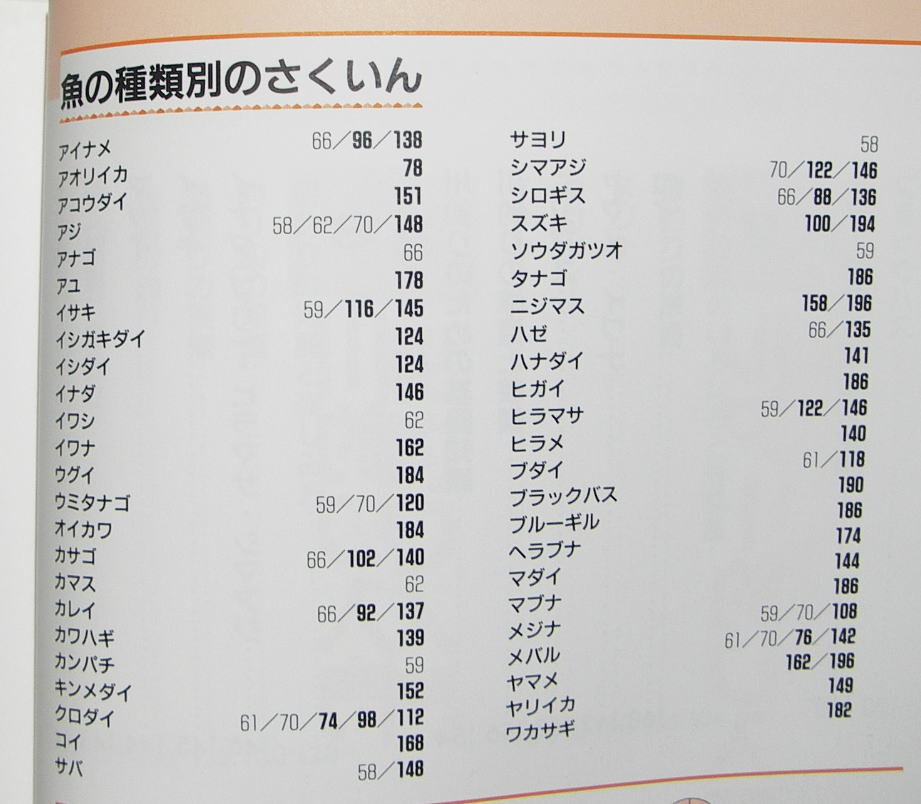 魚の種類別のさくいん
アイナメ 66／96／138
アオリイカ 78
アコウダイ 151
アジ 58／62／70／148
アナゴ 66
アユ 178
イサキ 59／116／145
イシガキダイ 124
イシダイ 124
イナダ 146
イワシ 62
イワナ 162
ウグイ 184
ウミタナゴ 59／70／120
オイカワ 184
カサゴ 66／102／140
カマス 62
カレイ 66／92／137
カワハギ 139
カンパチ 59
キンメダイ 152
クロダイ 61／70／74／98／112
コイ 168
サバ 58／148
サヨリ 58
シマアジ 70／122／146
シロギス 66／88／136
スズキ 100／194
ソウダガツオ 59
タナゴ 186
ニジマス 158／196
ハゼ 66／135
ハナダイ 141
ヒガイ 186
ヒラマサ 59／122／146
ヒラメ 140
ブダイ 61／118
ブラックバス 190
ブルーギル 186
ヘラブナ 174
マダイ 144
マブナ 186
メジナ 59／70／108
メバル 61／70／76／142
ヤマメ 162／196
ヤリイカ 149
ワカサギ 182